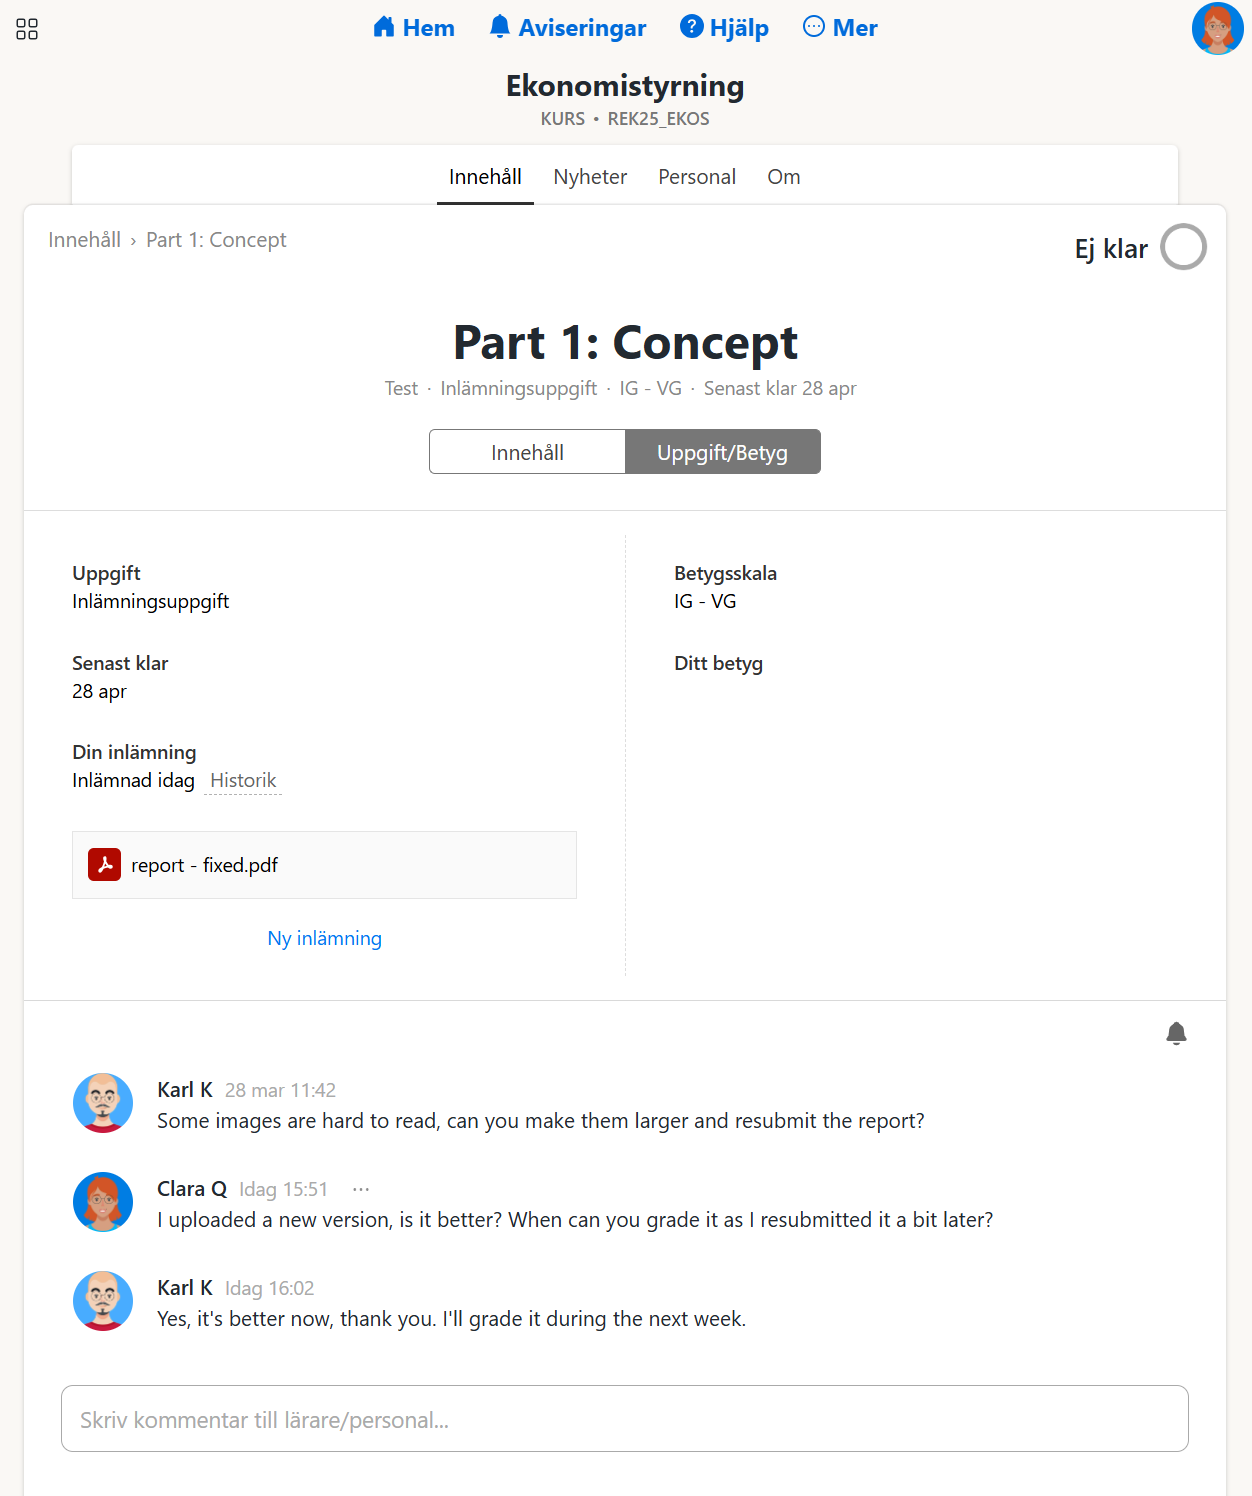 Hem Aviseringar Hjälp Mer
Ekonomistyrning
KURS • REK25_EKOS
Innehåll Nyheter Personal Om
Innehåll › Part 1: Concept
Ej klar
Part 1: Concept
Test · Inlämningsuppgift · IG - VG · Senast klar 28 apr
Innehåll Uppgift/Betyg
Uppgift
Inlämningsuppgift
Senast klar
28 apr
Din inlämning
Inlämnad idag Historik
report - fixed.pdf
Ny inlämning
Betygsskala
IG - VG
Ditt betyg
Karl K 28 mar 11:42
Some images are hard to read, can you make them larger and resubmit the report?
Clara Q Idag 15:51 ...
I uploaded a new version, is it better? When can you grade it as I resubmitted it a bit later?
Karl K Idag 16:02
Yes, it's better now, thank you. I'll grade it during the next week.
Skriv kommentar till lärare/personal...